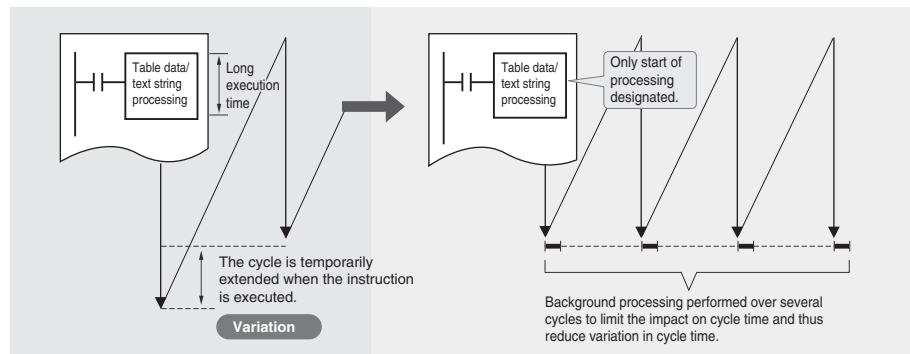 Table data/
text string
processing
Long
execution
time
The cycle is temporarily
extended when the instruction
is executed.
Variation
Table data/
text string
processing
Only start of
processing
designated.
Background processing performed over several
cycles to limit the impact on cycle time and thus
reduce variation in cycle time.